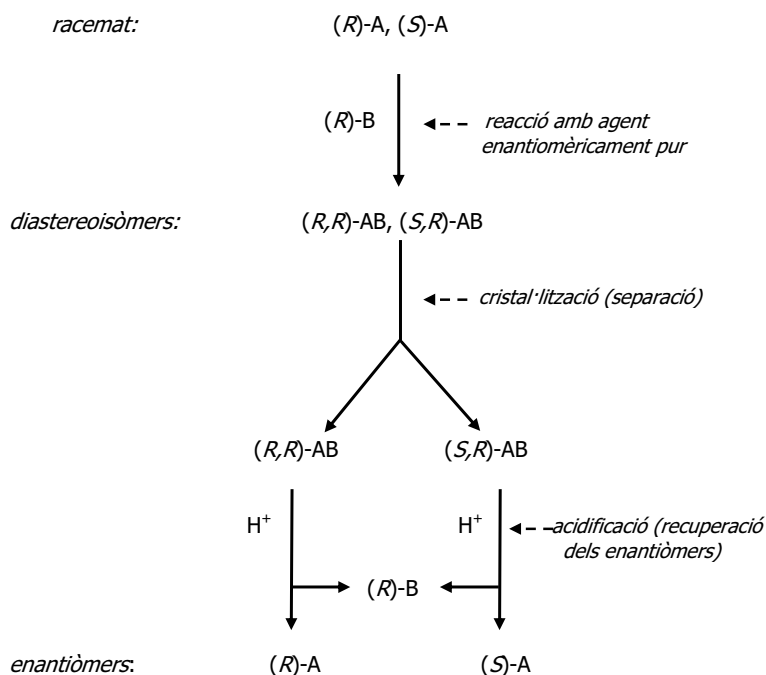 racemat: (R)-A, (S)-A
(R)-B
reacció amb agent
enantiomèricament pur
diastereoisòmers: (R,R)-AB, (S,R)-AB
cristal·lització (separació)
(R,R)-AB (S,R)-AB
H⁺ H⁺ acidificació (recuperació
dels enantiòmers)
(R)-B
enantiòmers: (R)-A (S)-A